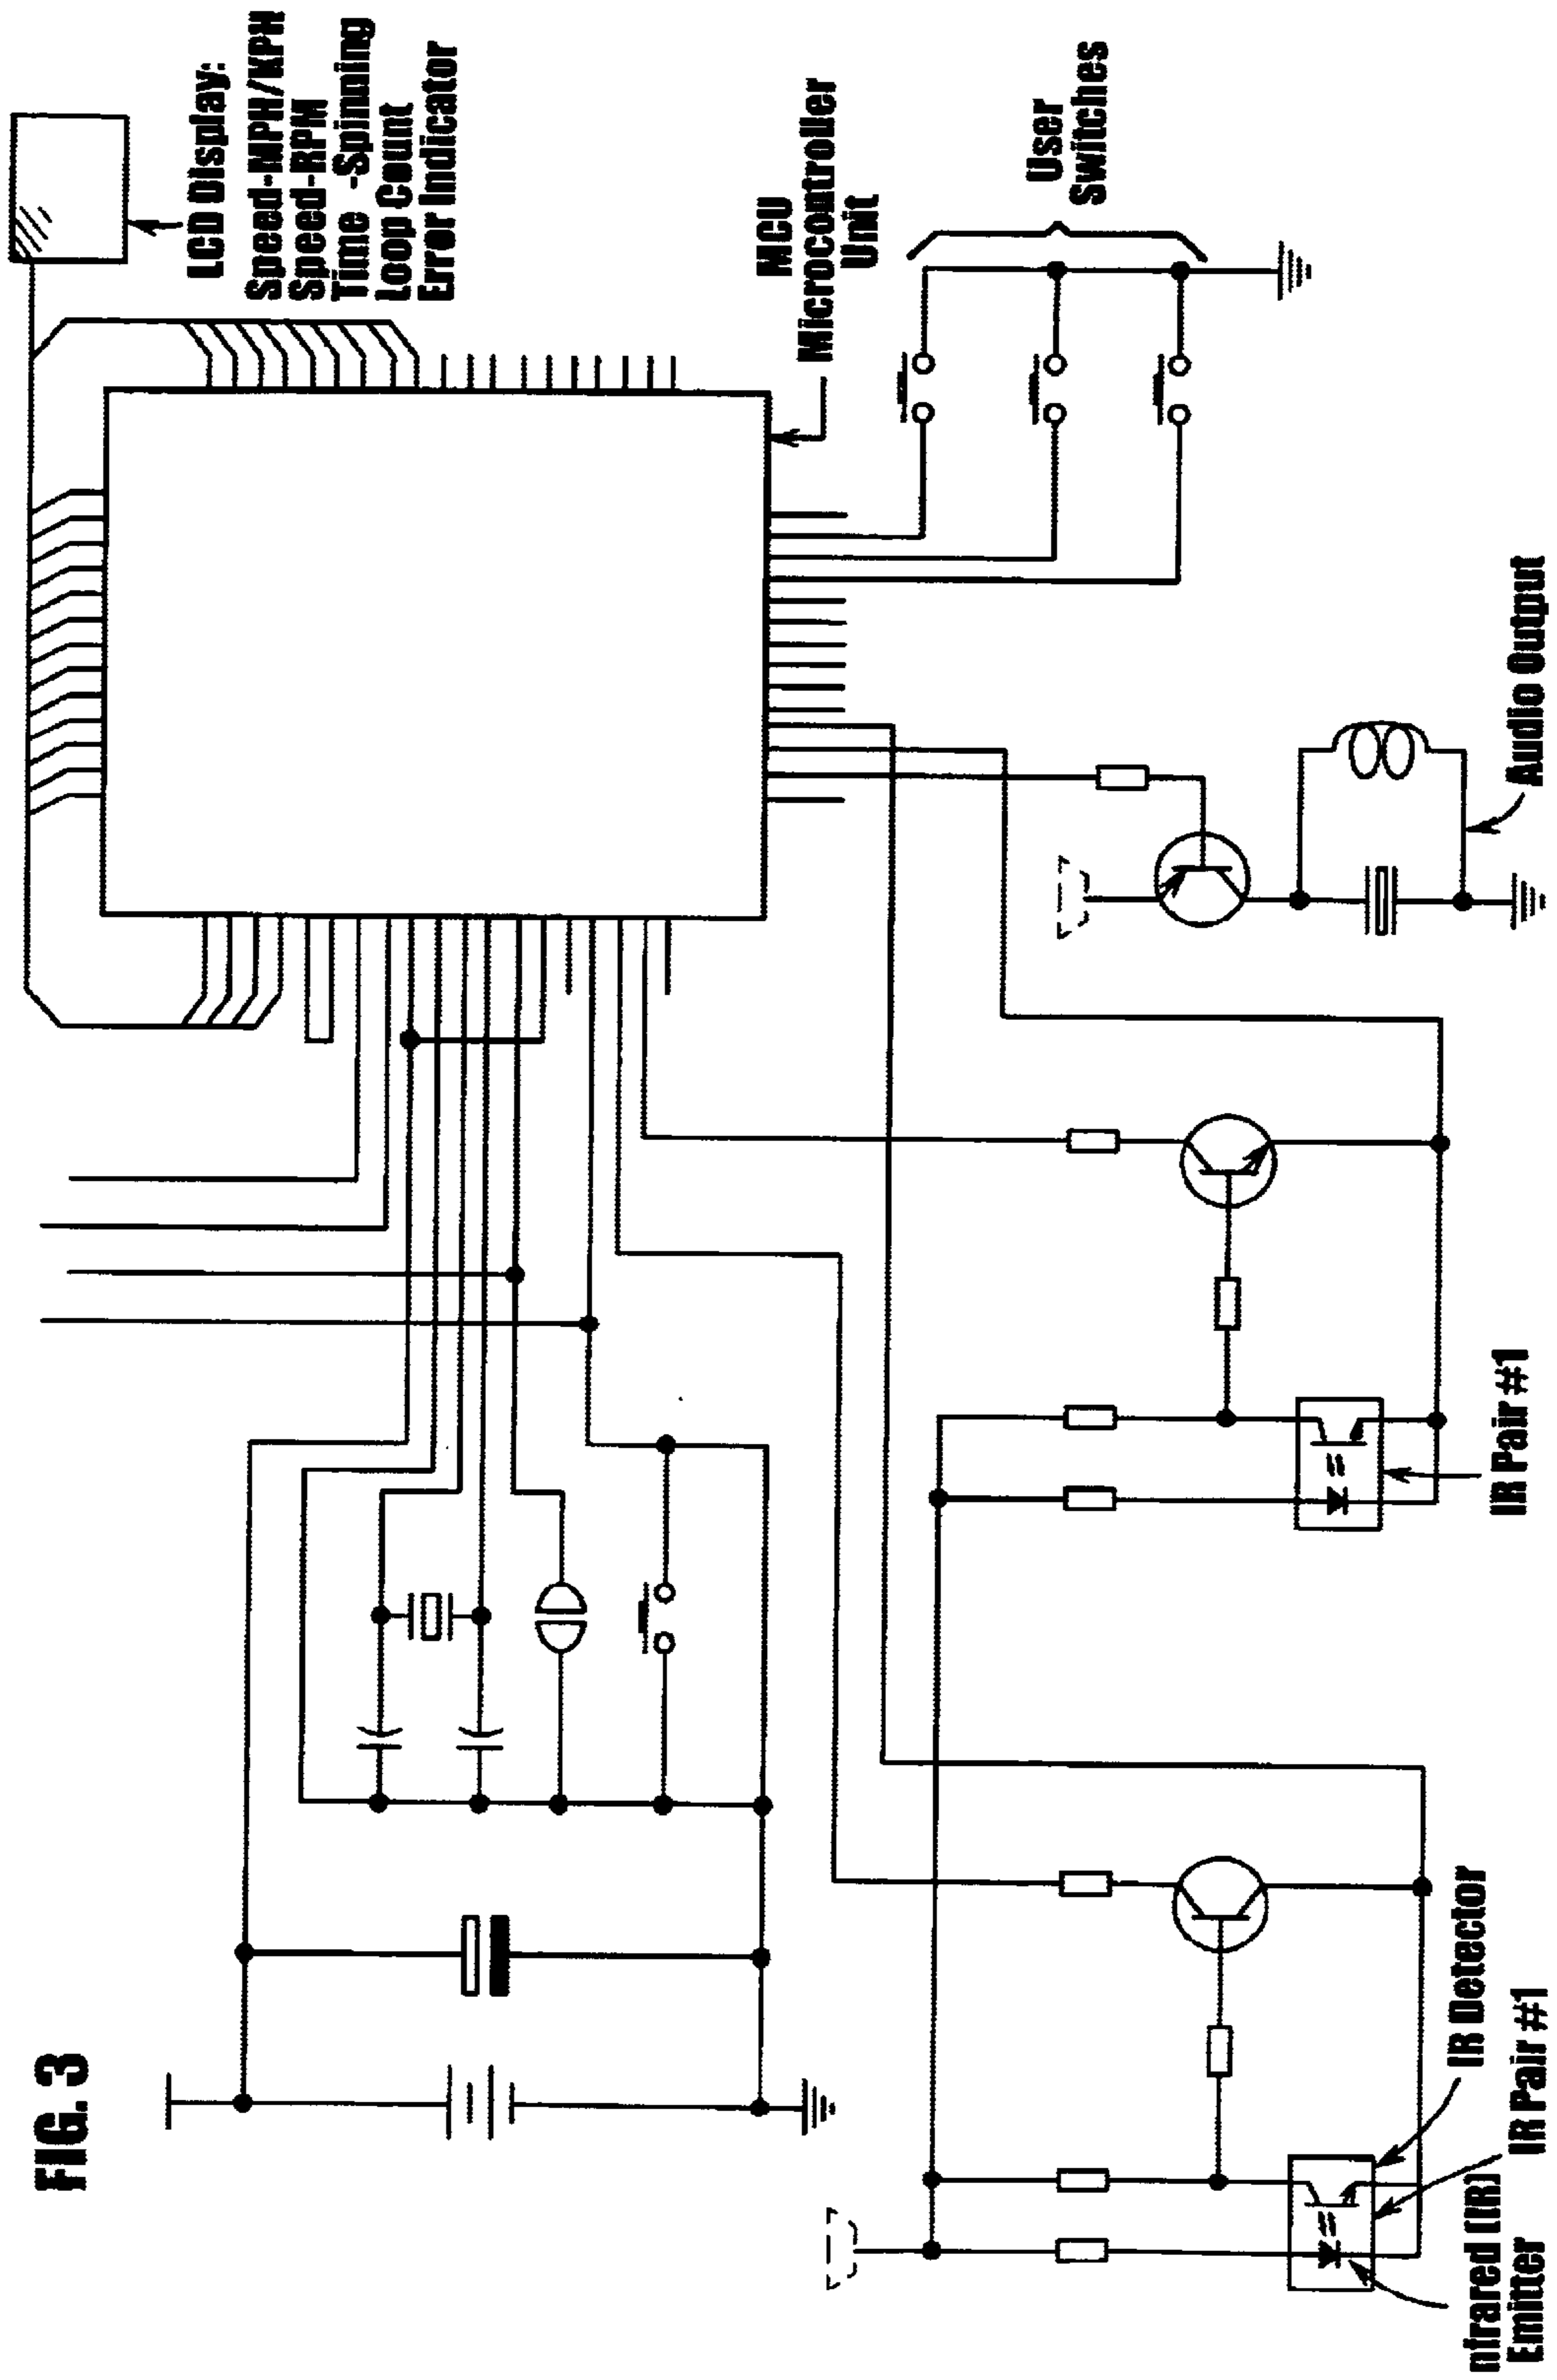 FIG. 3
LCD Display:
Speed-MPH/KPH
Speed-RPM
Time -Spinning
Loop Count
Error Indicator
MCU
Microcontroller
Unit
User
Switches
Audio Output
IR Pair #1
IR Detector
IR Pair #1
nfrared (IR)
Emitter